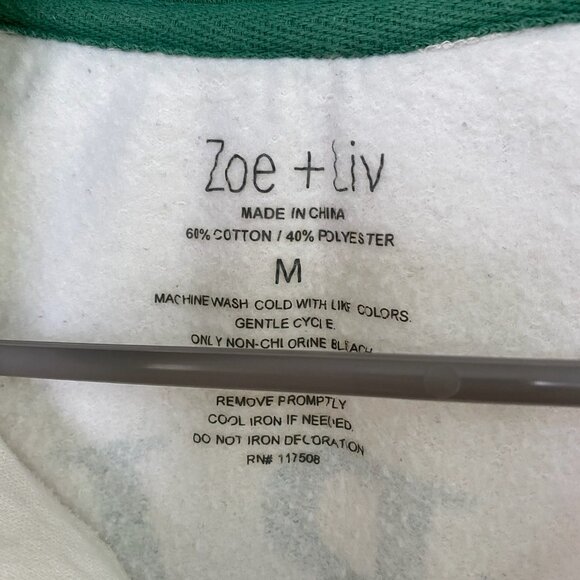 Zoe + Liv
MADE IN CHINA
60% COTTON / 40% POLYESTER
M
MACHINE WASH COLD WITH LIKE COLORS.
GENTLE CYCLE.
ONLY NON-CHLORINE BLEACH
REMOVE PROMPTLY
COOL IRON IF NEEDED.
DO NOT IRON DECORATION
RN# 117508